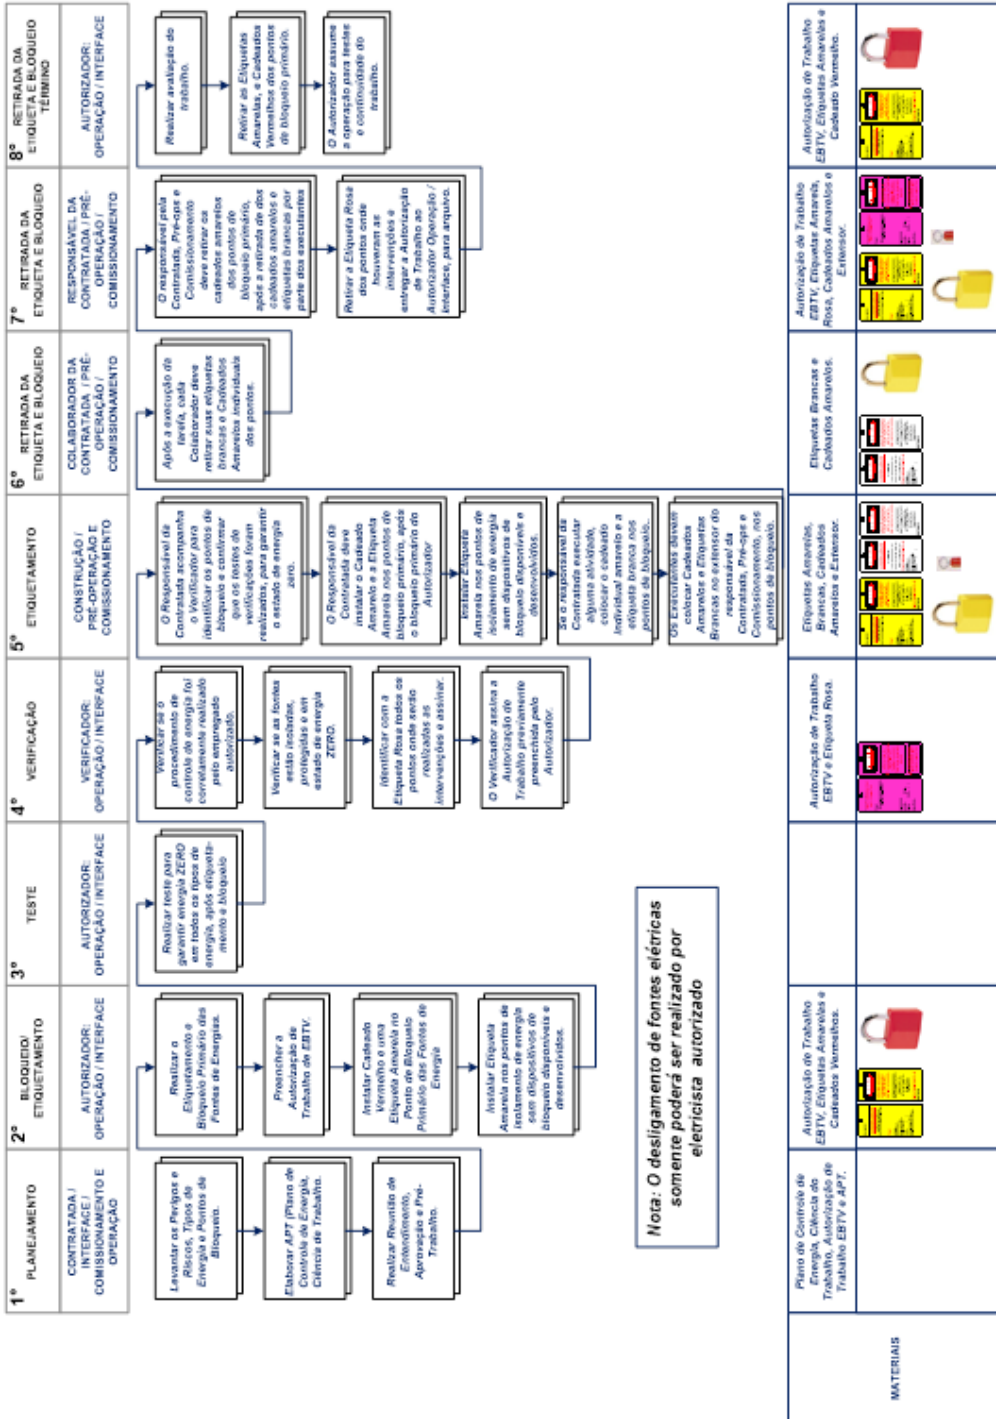 1º PLANEJAMENTO
CONTRATADA /
INTERFACE /
COMISSIONAMENTO E
OPERAÇÃO
Levantar os Perigos e
Riscos, Tipos de
Energia e Pontos de
Bloqueio.
Elaborar APT (Plano de
Controle de Energia,
Ciência de Trabalho.
Realizar Reunião de
Entendimento,
Aprovação e Pré-
Trabalho.
Plano de Controle de
Energia, Ciência do
Trabalho, Autorização de
Trabalho EBTV e APT.
2º BLOQUEIO/
ETIQUETAMENTO
AUTORIZADOR:
OPERAÇÃO / INTERFACE
Realizar o
Etiquetamento e
Bloqueio Primário das
Fontes de Energias.
Preencher a
Autorização de
Trabalho de EBTV.
Instalar Cadeado
Vermelho e uma
Etiqueta Amarela no
Ponto de Bloqueio
Primário das Fontes de
Energia
Instalar Etiqueta
Amarela nos pontos de
isolamento de energia
sem dispositivos de
bloqueio disponíveis e
desenvolvidos.
Autorização de Trabalho
EBTV, Etiquetas Amarelas e
Cadeados Vermelhos.
3º TESTE
AUTORIZADOR:
OPERAÇÃO / INTERFACE
Realizar teste para
garantir energia ZERO
em todos os tipos de
energia, após etiqueta-
mento e bloqueio
4º VERIFICAÇÃO
VERIFICADOR:
OPERAÇÃO / INTERFACE
Verificar se o
procedimento de
controle de energia foi
corretamente realizado
pelo empregado
autorizado.
Verificar se as fontes
estão isoladas,
protegidas e em
estado de energia
ZERO.
Identificar com a
Etiqueta Rosa todos os
pontos onde serão
realizadas as
intervenções e assinar.
O Verificador assina a
Autorização de
Trabalho previamente
preenchida pelo
Autorizador.
Autorização de Trabalho
EBTV e Etiqueta Rosa.
5º ETIQUETAMENTO
CONSTRUÇÃO /
PRÉ-OPERAÇÃO E
COMISSIONAMENTO
O Responsável da
Contratada acompanha
o Verificador para
identificar os pontos de
bloqueio e confirmar
que os testes de
verificações foram
realizados, para garantir
o estado de energia
zero.
O Responsável da
Contratada deve
instalar o Cadeado
Amarelo e a Etiqueta
Amarela nos pontos de
bloqueio primário, após
o bloqueio primário do
Autorizador
Instalar Etiqueta
Amarela nos pontos de
isolamento de energia
sem dispositivos de
bloqueio disponíveis e
desenvolvidos.
Se o responsável da
Contratada executar
alguma atividade,
colocar o cadeado
individual amarelo e a
etiqueta branca nos
pontos de bloqueio.
Os Executantes devem
colocar Cadeados
Amarelos e Etiquetas
Brancas no extensor do
responsável da
Contratada, Pré-ops e
Comissionamento, nos
pontos de bloqueio.
Etiquetas Amarelas,
Brancas, Cadeados
Amarelos e Extensor.
6º RETIRADA DA
ETIQUETA E BLOQUEIO
COLABORADOR DA
CONTRATADA / PRÉ-
OPERAÇÃO /
COMISSIONAMENTO
Após a execução da
tarefa, cada
Colaborador deve
retirar suas etiquetas
brancas e Cadeados
Amarelos individuais
dos pontos.
Etiquetas Brancas e
Cadeados Amarelos.
7º RETIRADA DA
ETIQUETA E BLOQUEIO
RESPONSÁVEL DA
CONTRATADA / PRÉ-
OPERAÇÃO /
COMISSIONAMENTO
O responsável pela
Contratada, Pré-ops e
Comissionamento
deve retirar os
cadeados amarelos
dos pontos de
bloqueio primário,
após a retirada de dos
cadeados amarelos e
etiquetas brancas por
parte dos executantes
Retirar a Etiqueta Rosa
dos pontos onde
houveram as
intervenções e
entregar a Autorização
de Trabalho ao
Autorizador Operação /
Interface, para arquivo.
Autorização de Trabalho
EBTV, Etiquetas Amarela,
Rosa, Cadeados Amarelos e
Extensor.
8º RETIRADA DA
ETIQUETA E BLOQUEIO
TÉRMINO
AUTORIZADOR:
OPERAÇÃO / INTERFACE
Realizar avaliação do
trabalho.
Retirar as Etiquetas
Amarelas, e Cadeados
Vermelhos dos pontos
de bloqueio primário.
O Autorizador assume
a operação para testes
e continuidade do
trabalho.
Autorização de Trabalho
EBTV, Etiquetas Amarelas e
Cadeado Vermelho.
Nota: O desligamento de fontes elétricas
somente poderá ser realizado por
eletricista autorizado
MATERIAIS